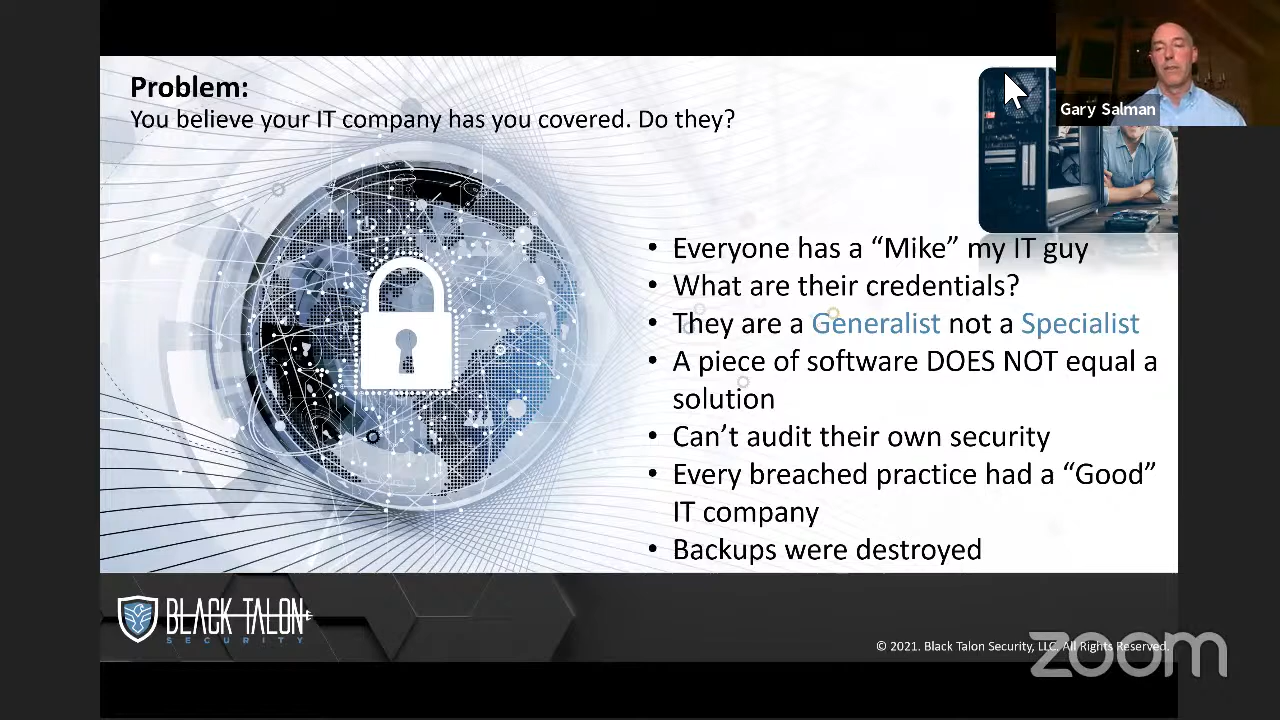 Problem:
You believe your IT company has you covered. Do they?
Gary Salman
• Everyone has a “Mike” my IT guy
• What are their credentials?
• They are a Generalist not a Specialist
• A piece of software DOES NOT equal a
solution
• Can’t audit their own security
• Every breached practice had a “Good”
IT company
• Backups were destroyed
BLACK TALON
SECURITY
© 2021. Black Talon Security, LLC. All Rights Reserved.
zoom